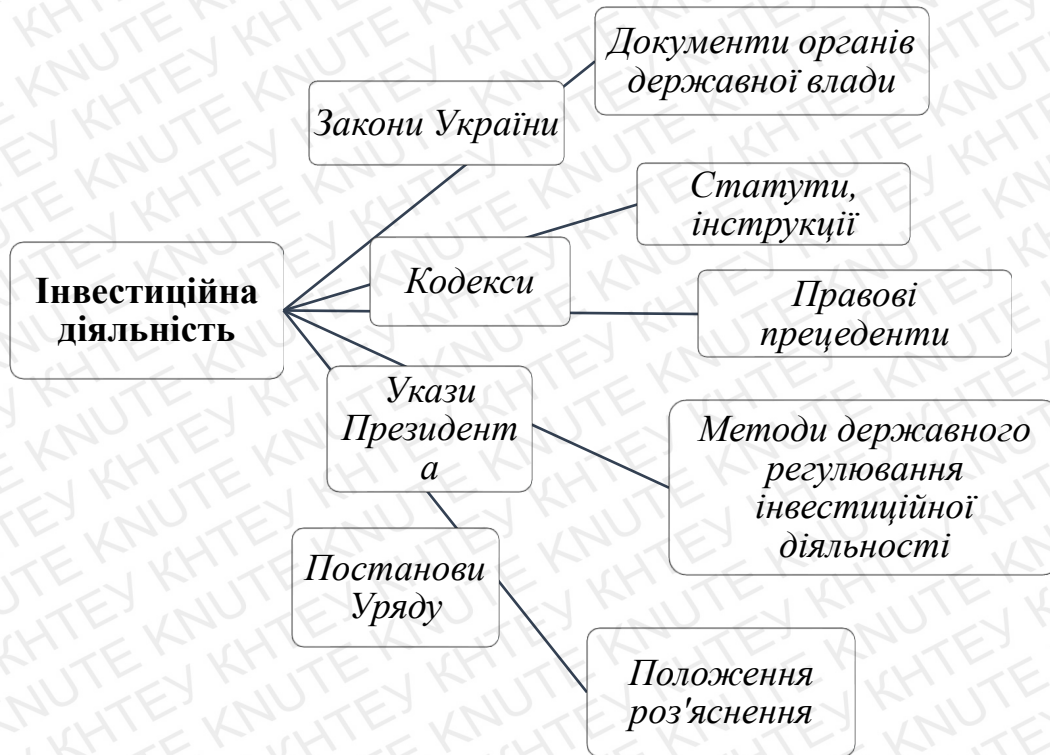 Документи органів
державної влади
Закони України
Статути,
інструкції
Інвестиційна
діяльність
Кодекси
Правові
прецеденти
Укази
Президент
а
Методи державного
регулювання
інвестиційної
діяльності
Постанови
Уряду
Положення
роз'яснення